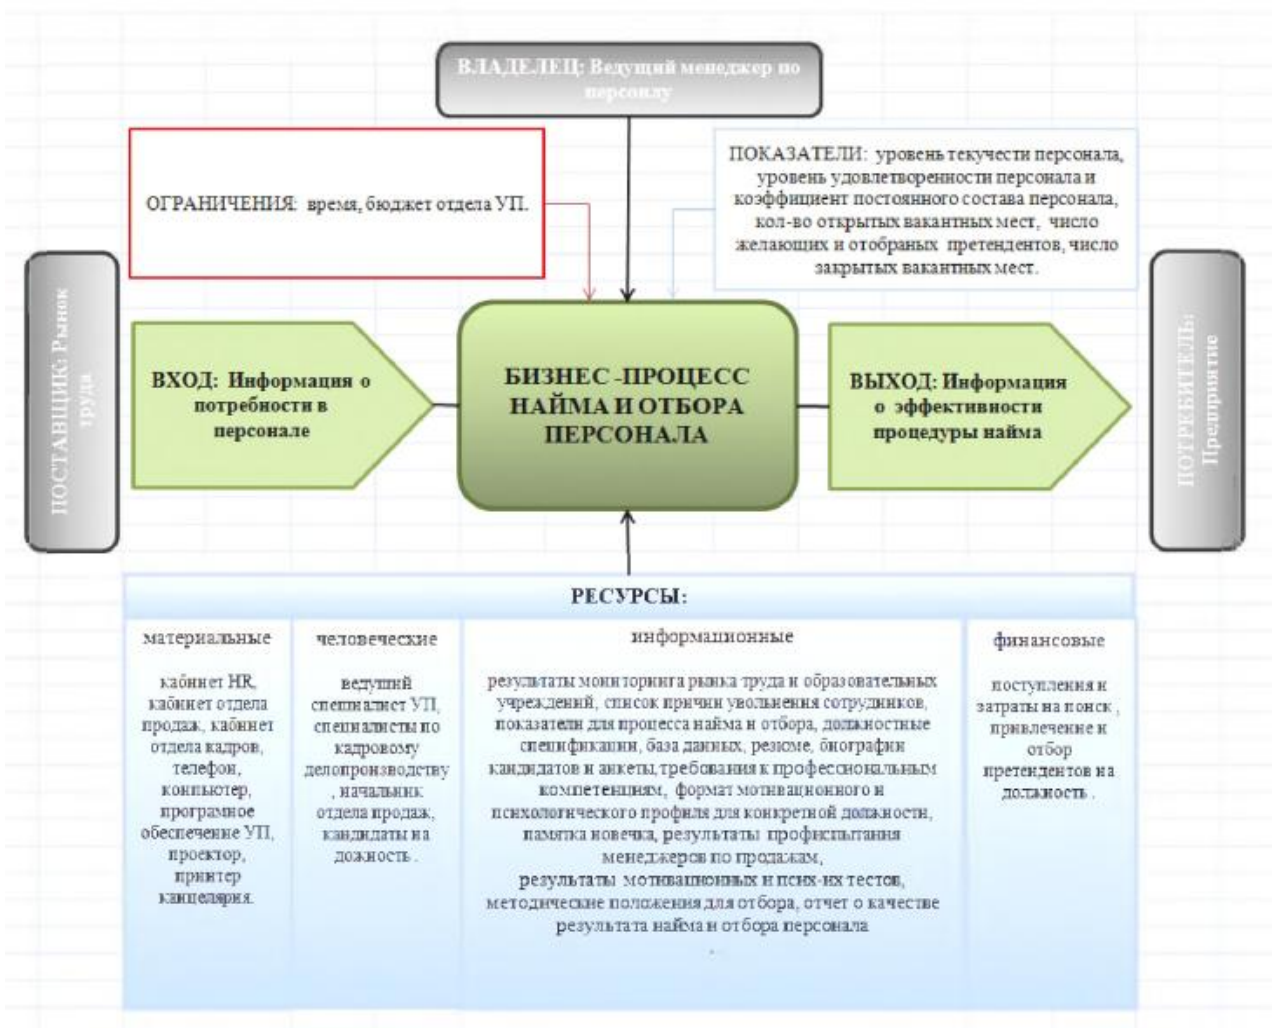 ВЛАДЕЛЕЦ: Ведущий менеджер по
персоналу
ОГРАНИЧЕНИЯ: время, бюджет отдела УП.
ПОКАЗАТЕЛИ: уровень текучести персонала,
уровень удовлетворенности персонала и
коэффициент постоянного состава персонала,
кол-во открытых вакантных мест, число
желающих и отобраных претендентов, число
закрытых вакантных мест.
ПОСТАВЩИК: Рынок
труда
ВХОД: Информация о
потребности в
персонале
БИЗНЕС -ПРОЦЕСС
НАЙМА И ОТБОРА
ПЕРСОНАЛА
ВЫХОД: Информация
о эффективности
процедуры найма
ПОТРЕБИТЕЛЬ:
Предприятие
РЕСУРСЫ:
материальные
кабинет HR,
кабинет отдела
продаж, кабинет
отдела кадров,
телефон,
компьютер,
програмное
обеспечение УП,
проектор,
принтер
канцелярия.
человеческие
ведущий
специалист УП,
специалисты по
кадровому
делопроизводству
, начальник
отдела продаж,
кандидаты на
дожность .
информационные
результаты мониторинга рынка труда и образовательных
учреждений, список причин увольнения сотрудников,
показатели для процесса найма и отбора, должностные
спецификации, база данных, резюме, биографии
кандидатов и анкеты, требования к профессиональным
компетенциям, формат мотивационного и
психологического профиля для конкретной должности,
памятка новечка, результаты профиспытания
менеджеров по продажам,
результаты мотивационных и псих-их тестов,
методические положения для отбора, отчет о качестве
результата найма и отбора персонала
.
финансовые
поступления и
затраты на поиск ,
привлечение и
отбор
претендентов на
должность .